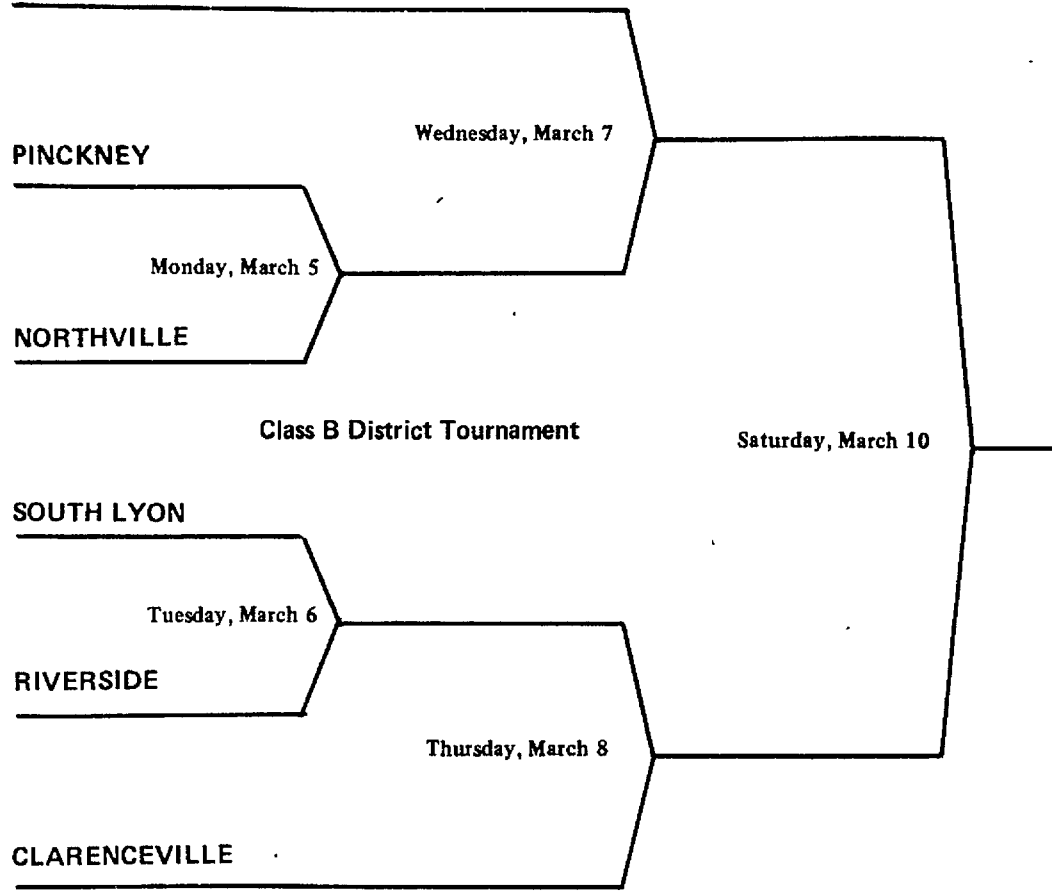 Wednesday, March 7
PINCKNEY
Monday, March 5
NORTHVILLE
Class B District Tournament
Saturday, March 10
SOUTH LYON
Tuesday, March 6
RIVERSIDE
Thursday, March 8
CLARENCEVILLE